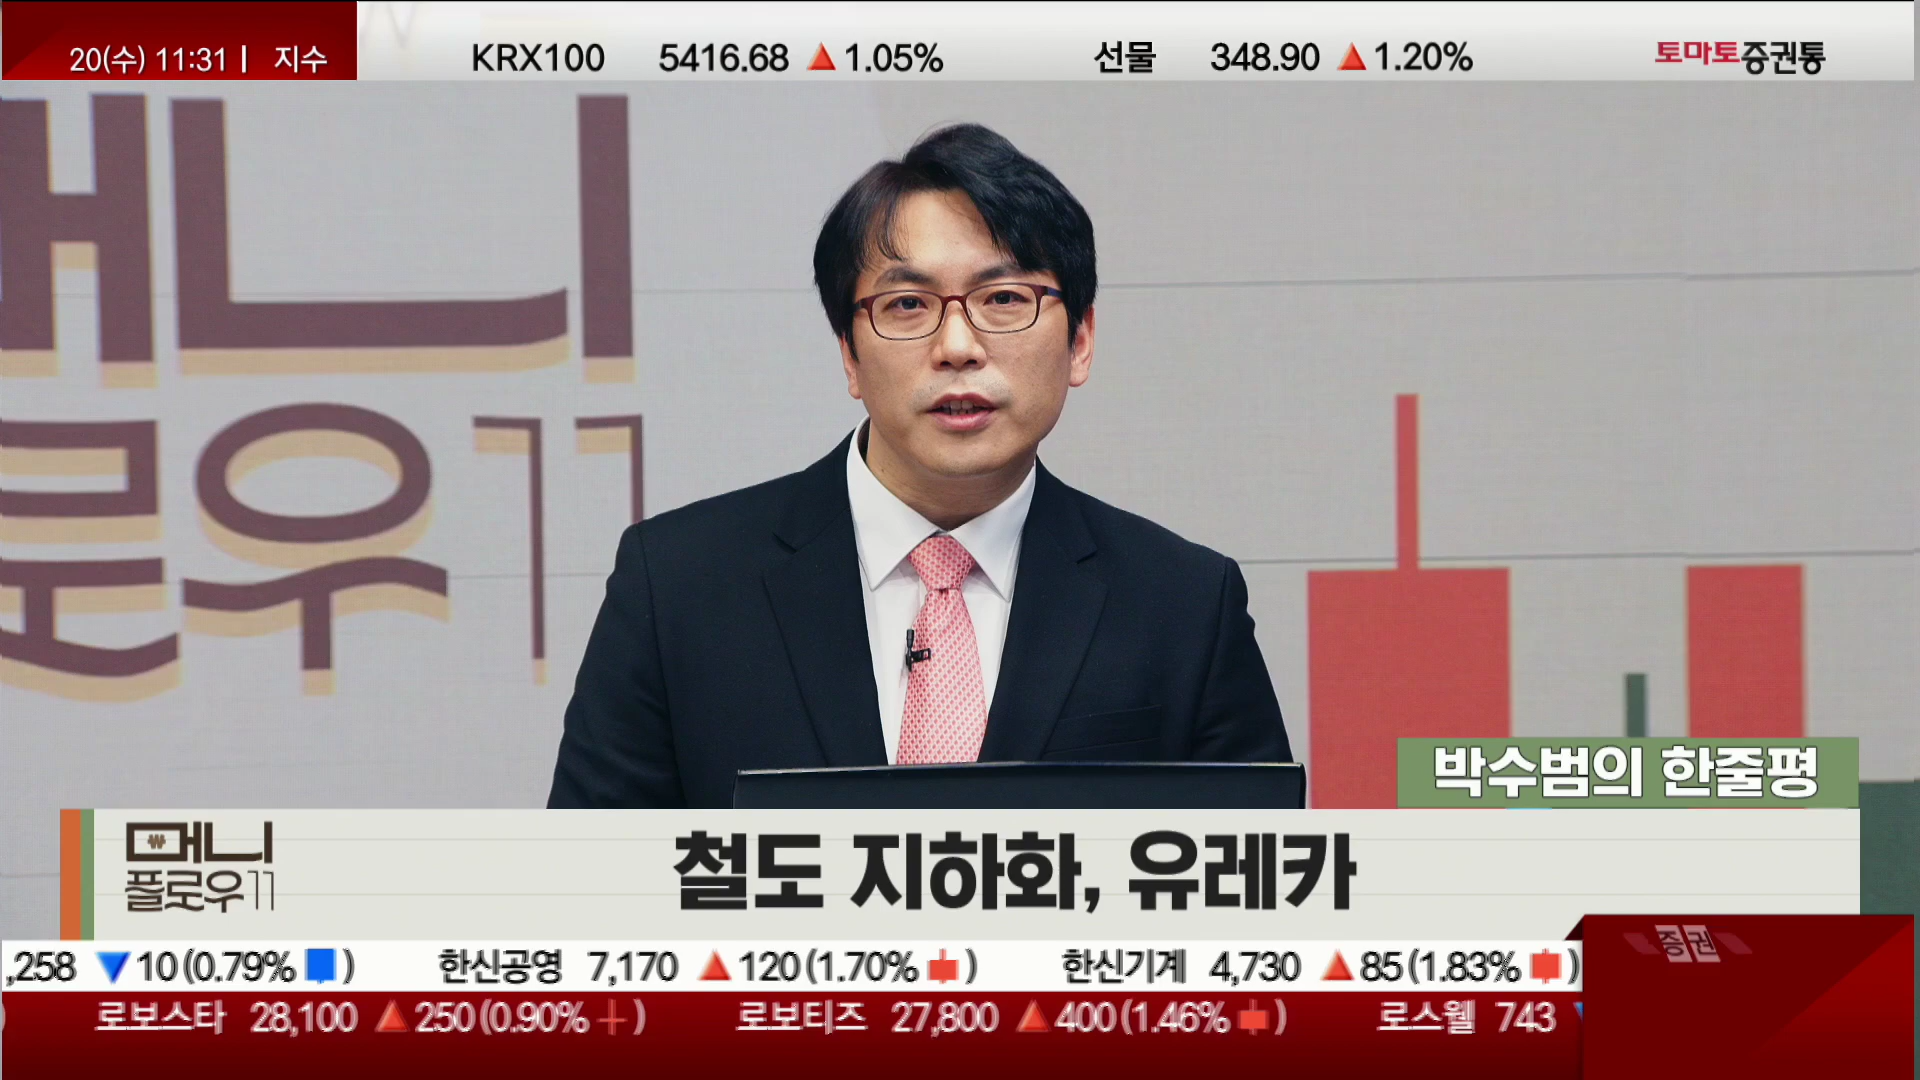 20(수) 11:31 | 지수 KRX100 5416.68 ▲1.05% 선물 348.90 ▲1.20% 토마토증권통
머니
플로우11
박수범의 한줄평
머니
플로우11
철도 지하화, 유레카
,258 ▼10(0.79% ) 한신공영 7,170 ▲120(1.70% ) 한신기계 4,730 ▲85(1.83% )
증권
) 로보스타 28,100 ▲250(0.90% ) 로보티즈 27,800 ▲400(1.46% ) 로스웰 743